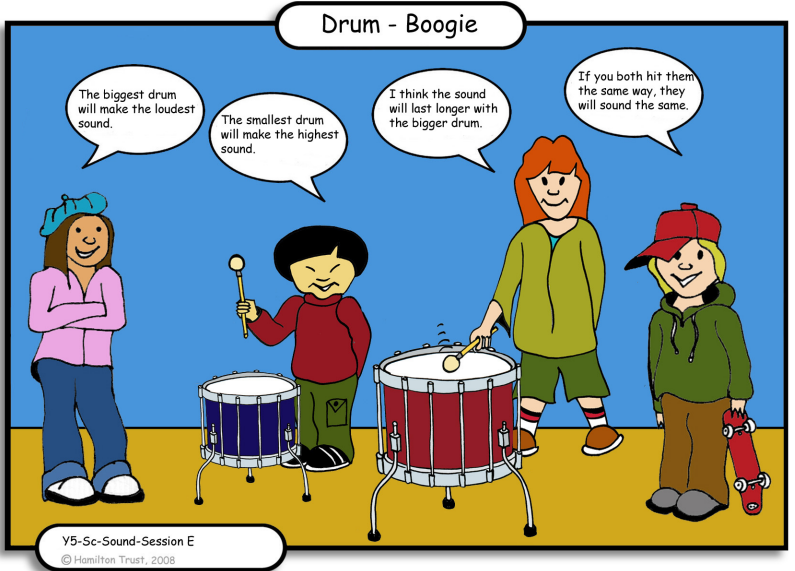 Drum - Boogie
The biggest drum
will make the loudest
sound.
The smallest drum
will make the highest
sound.
I think the sound
will last longer with
the bigger drum.
If you both hit them
the same way, they
will sound the same.
Y5-Sc-Sound-Session E
© Hamilton Trust, 2008